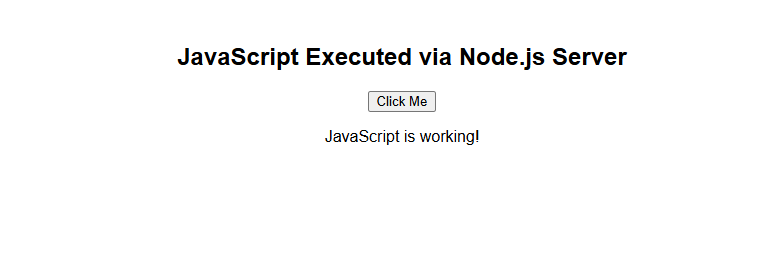 JavaScript Executed via Node.js Server
Click Me
JavaScript is working!